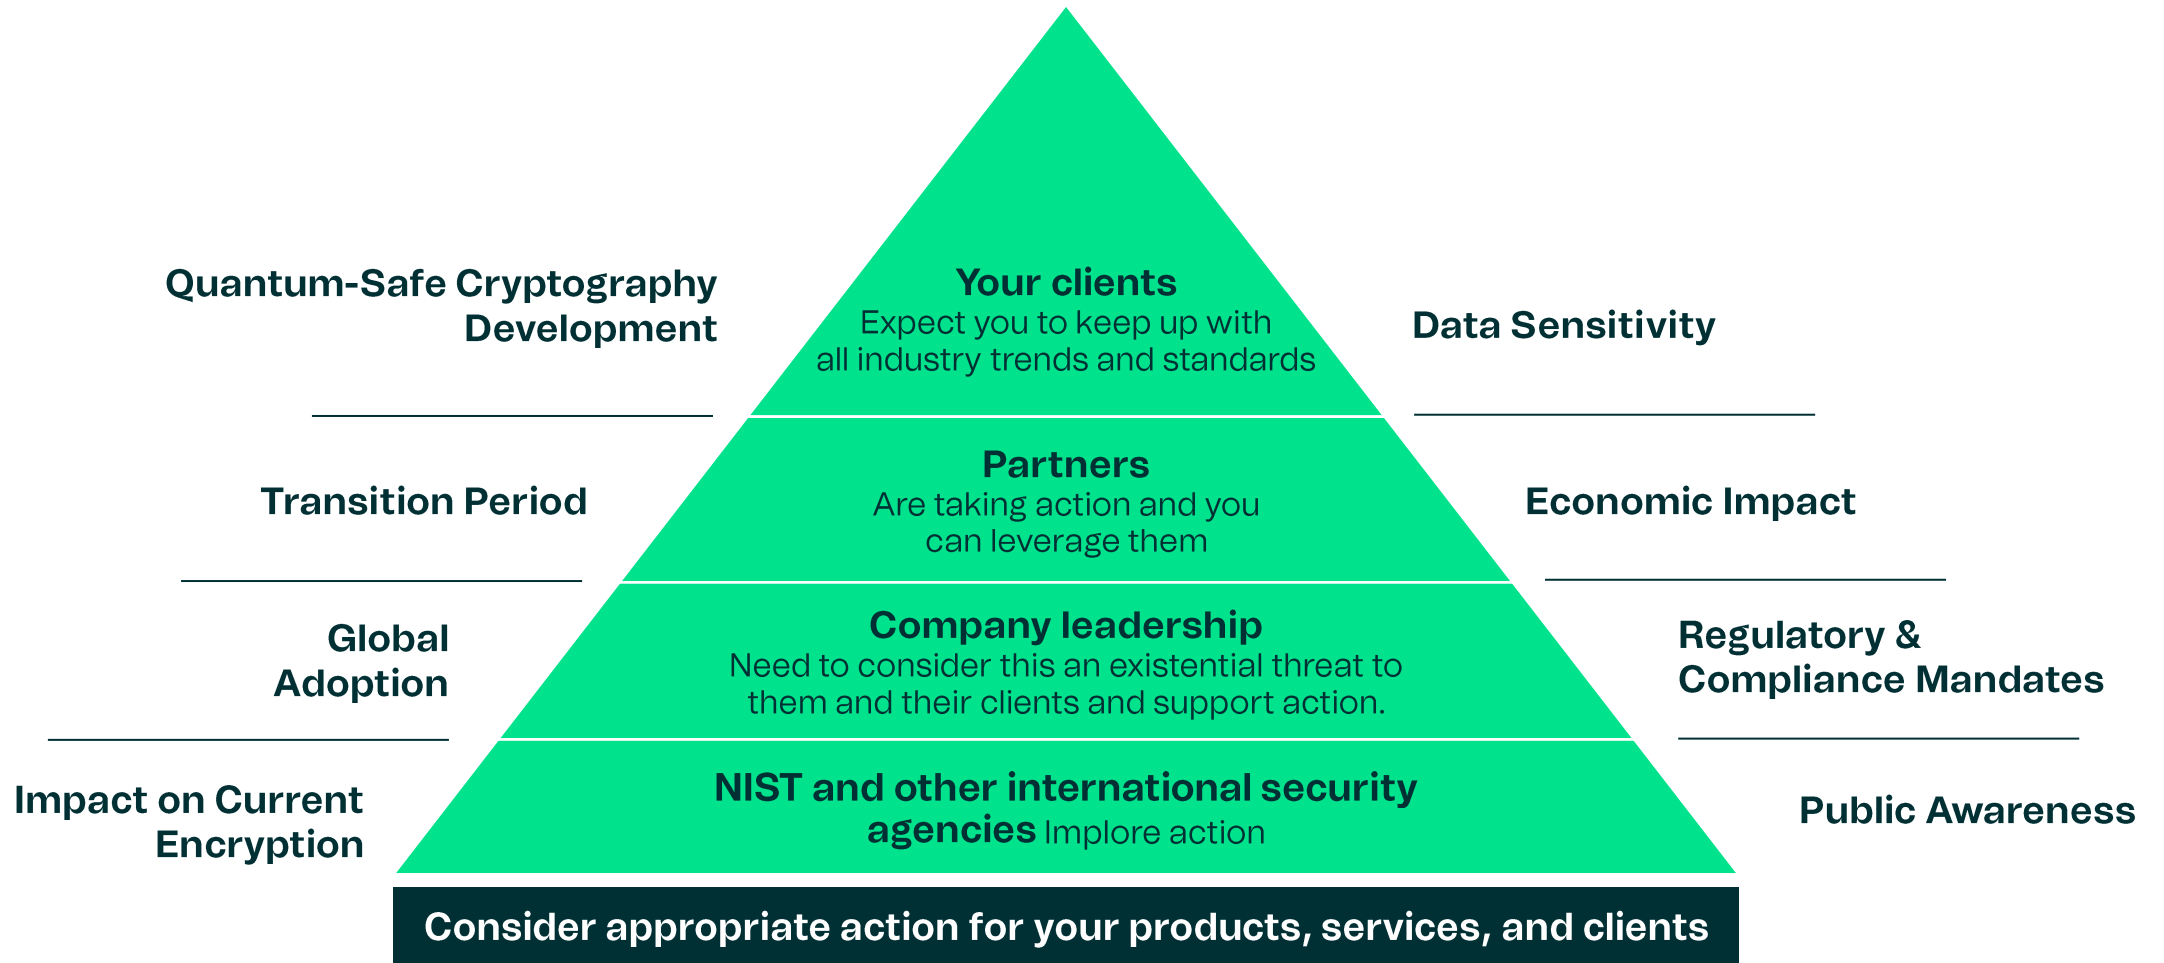 Quantum-Safe Cryptography
Development
Your clients
Expect you to keep up with
all industry trends and standards
Data Sensitivity
Transition Period
Partners
Are taking action and you
can leverage them
Economic Impact
Global
Adoption
Company leadership
Need to consider this an existential threat to
them and their clients and support action.
Regulatory &
Compliance Mandates
Impact on Current
Encryption
NIST and other international security
agencies Implore action
Public Awareness
Consider appropriate action for your products, services, and clients